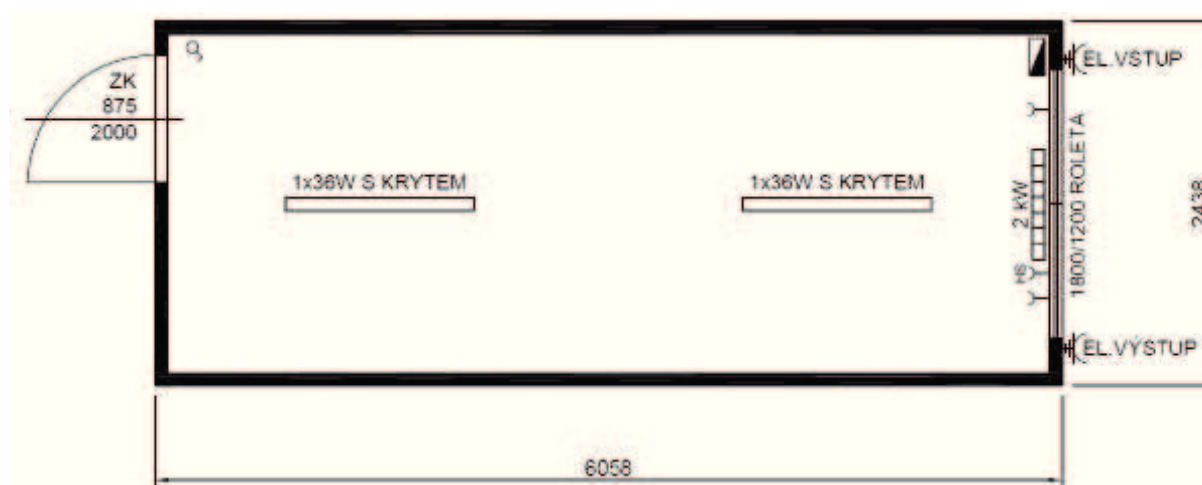 ZK
875
2000
1x36W S KRYTEM
1x36W S KRYTEM
2 kW
HS
1800/1200 ROLETA
EL.VSTUP
EL.VÝSTUP
2438
6058